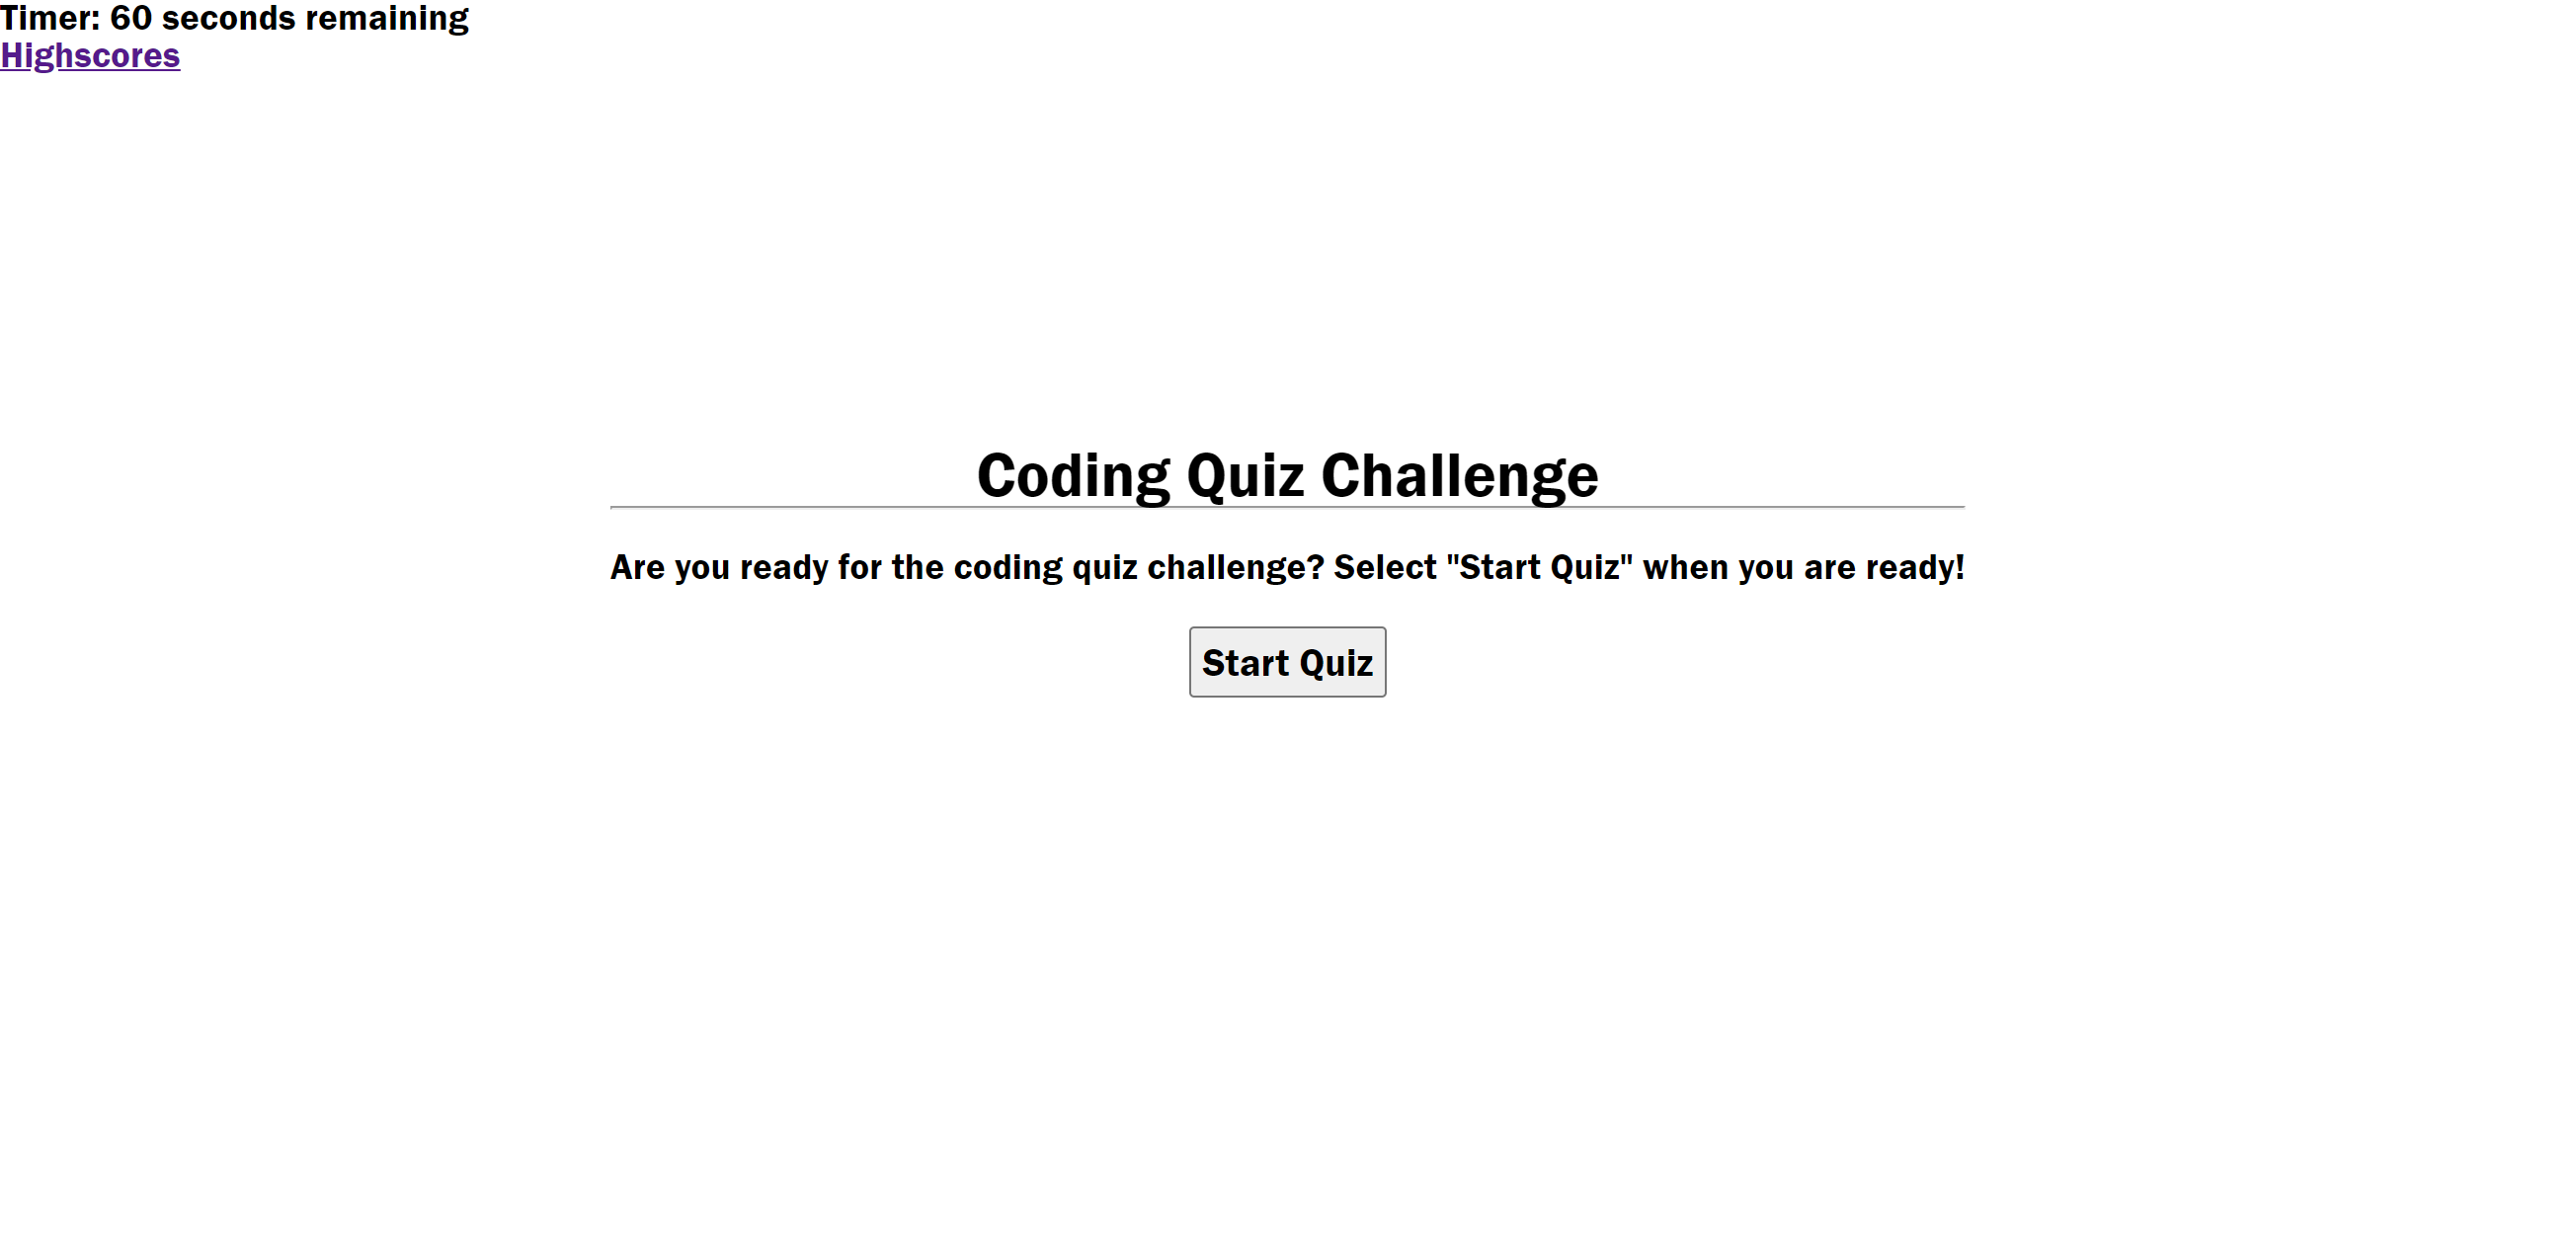 Timer: 60 seconds remaining
Highscores
Coding Quiz Challenge
Are you ready for the coding quiz challenge? Select "Start Quiz" when you are ready!
Start Quiz